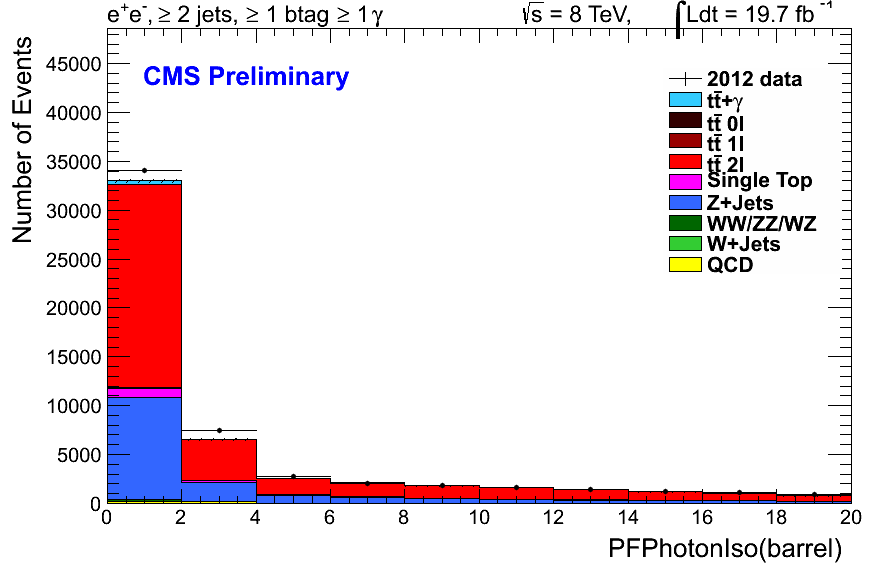 e⁺e⁻, ≥ 2 jets, ≥ 1 btag ≥ 1 γ √s = 8 TeV, ∫Ldt = 19.7 fb⁻¹
CMS Preliminary
2012 data
tt̄+γ
tt̄ 0l
tt̄ 1l
tt̄ 2l
Single Top
Z+Jets
WW/ZZ/WZ
W+Jets
QCD
Number of Events
45000
40000
35000
30000
25000
20000
15000
10000
5000
0
0 2 4 6 8 10 12 14 16 18 20
PFPhotonIso(barrel)